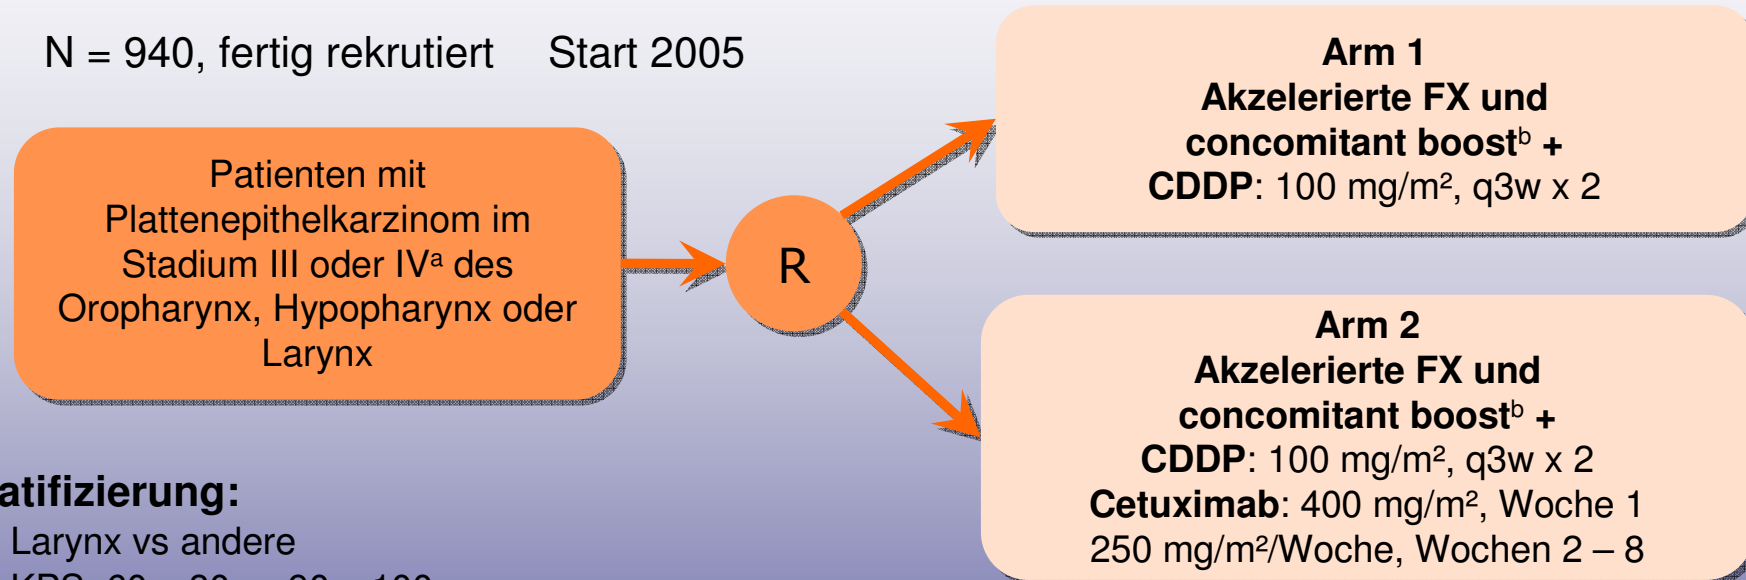 N = 940, fertig rekrutiert Start 2005
Patienten mit
Plattenepithelkarzinom im
Stadium III oder IVᵃ des
Oropharynx, Hypopharynx oder
Larynx
R
Arm 1
Akzelerierte FX und
concomitant boostᵇ +
CDDP: 100 mg/m², q3w x 2
Arm 2
Akzelerierte FX und
concomitant boostᵇ +
CDDP: 100 mg/m², q3w x 2
Cetuximab: 400 mg/m², Woche 1
250 mg/m²/Woche, Wochen 2 – 8
atifizierung:
Larynx vs andere